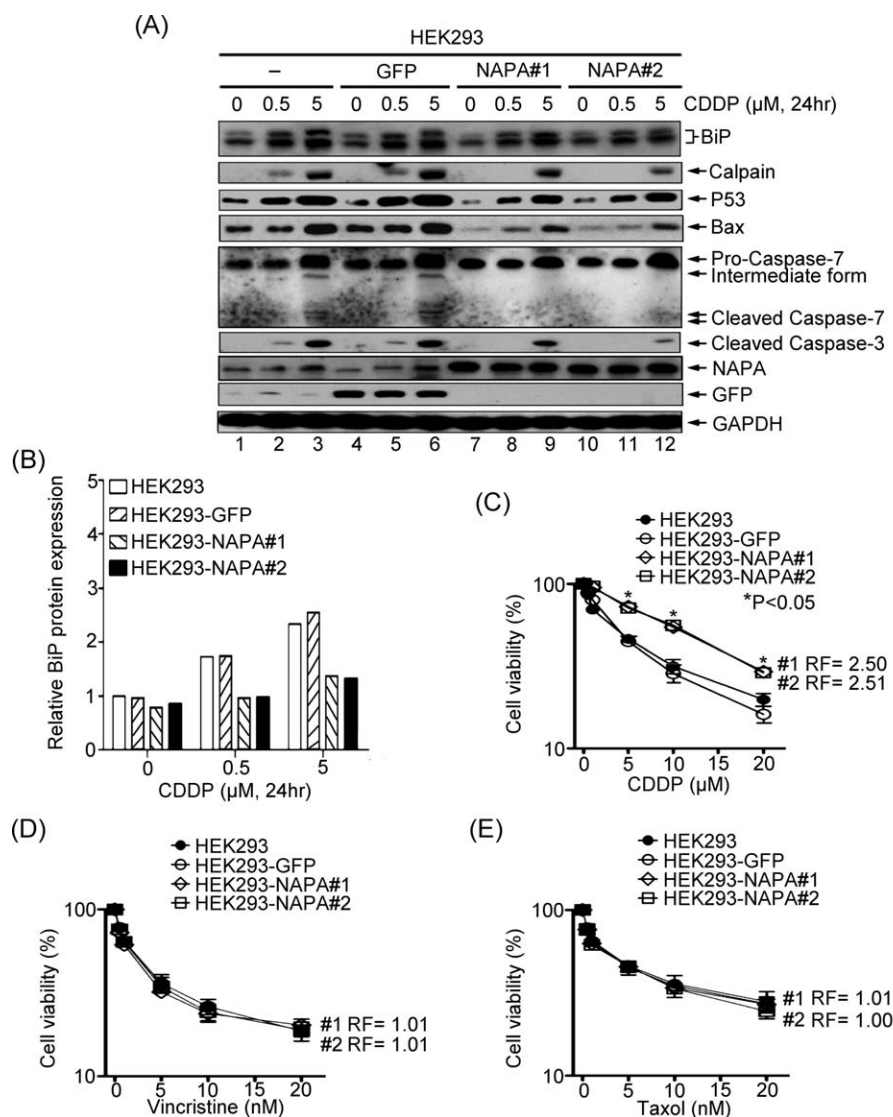 (A)
HEK293
– GFP NAPA#1 NAPA#2
0 0.5 5 0 0.5 5 0 0.5 5 0 0.5 5 CDDP (µM, 24hr)
BiP
Calpain
P53
Bax
Pro-Caspase-7
Intermediate form
Cleaved Caspase-7
Cleaved Caspase-3
NAPA
GFP
GAPDH
1 2 3 4 5 6 7 8 9 10 11 12
(B)
Relative BiP protein expression
5
4
3
2
1
0
HEK293
HEK293-GFP
HEK293-NAPA#1
HEK293-NAPA#2
0 0.5 5
CDDP (µM, 24hr)
(C)
HEK293
HEK293-GFP
HEK293-NAPA#1
HEK293-NAPA#2
*P<0.05
Cell viability (%)
100
10
* * *
#1 RF= 2.50
#2 RF= 2.51
0 5 10 15 20
CDDP (µM)
(D)
HEK293
HEK293-GFP
HEK293-NAPA#1
HEK293-NAPA#2
Cell viability (%)
100
10
#1 RF= 1.01
#2 RF= 1.01
0 5 10 15 20
Vincristine (nM)
(E)
HEK293
HEK293-GFP
HEK293-NAPA#1
HEK293-NAPA#2
Cell viability (%)
100
10
#1 RF= 1.01
#2 RF= 1.00
0 5 10 15 20
Taxol (nM)